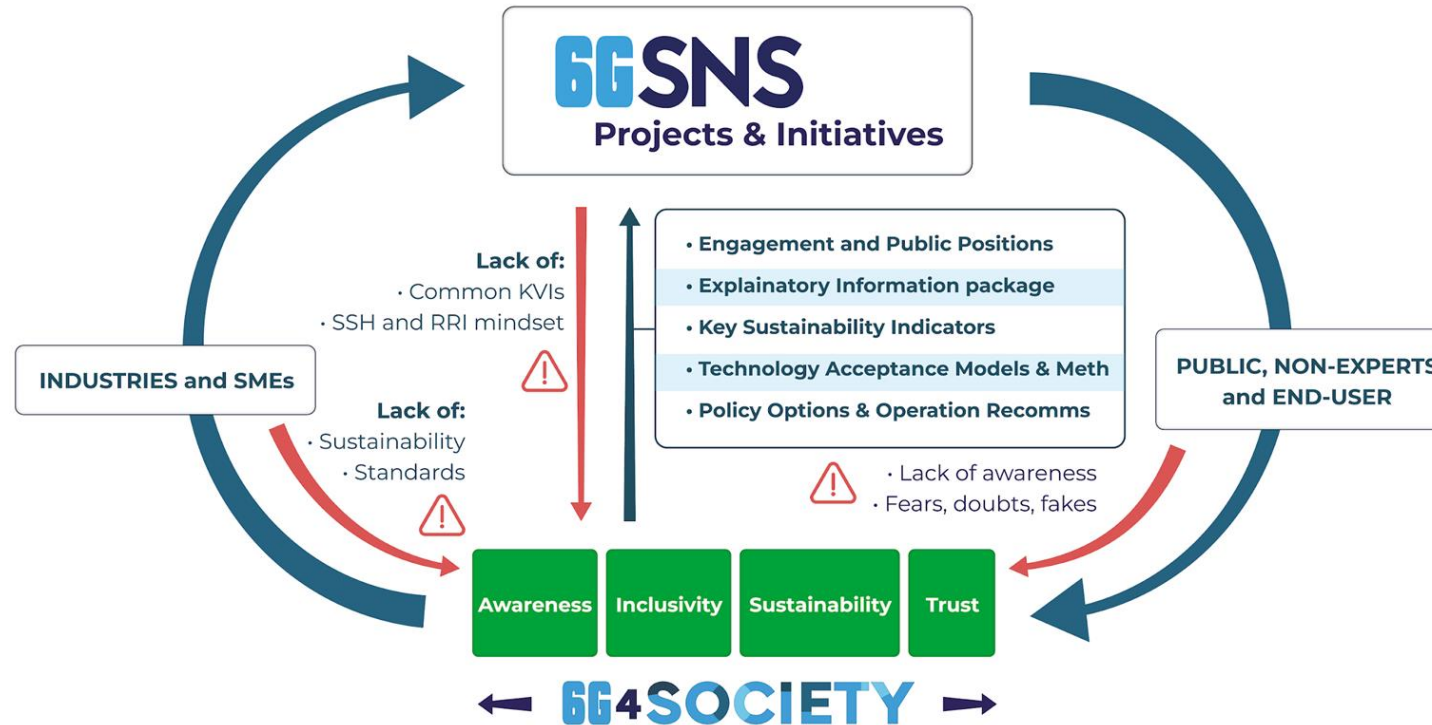 6GSNS
Projects & Initiatives
Lack of:
· Common KVIs
· SSH and RRI mindset
• Engagement and Public Positions
• Explainatory Information package
• Key Sustainability Indicators
• Technology Acceptance Models & Meth
• Policy Options & Operation Recomms
INDUSTRIES and SMEs
PUBLIC, NON-EXPERTS
and END-USER
Lack of:
· Sustainability
· Standards
· Lack of awareness
· Fears, doubts, fakes
Awareness
Inclusivity
Sustainability
Trust
6G4SOCIETY